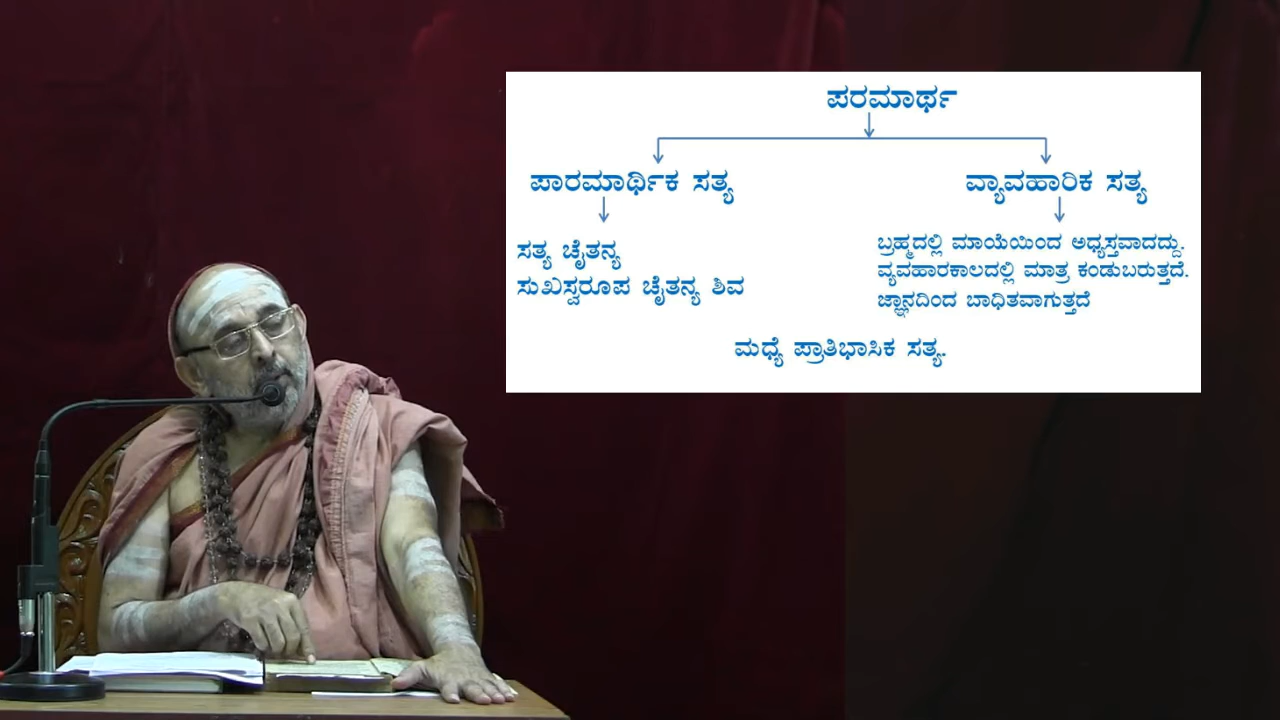 ಪರಮಾರ್ಥ
ಪಾರಮಾರ್ಥಿಕ ಸತ್ಯ
ವ್ಯಾವಹಾರಿಕ ಸತ್ಯ
ಸತ್ಯ ಚೈತನ್ಯ
ಸುಖಸ್ವರೂಪ ಚೈತನ್ಯ ಶಿವ
ಬ್ರಹ್ಮದಲ್ಲಿ ಮಾಯೆಯಿಂದ ಅಧ್ಯಸ್ತವಾದದ್ದು.
ವ್ಯವಹಾರಕಾಲದಲ್ಲಿ ಮಾತ್ರ ಕಂಡುಬರುತ್ತದೆ.
ಜ್ಞಾನದಿಂದ ಬಾಧಿತವಾಗುತ್ತದೆ
ಮಧ್ಯೆ ಪ್ರಾತಿಭಾಸಿಕ ಸತ್ಯ.